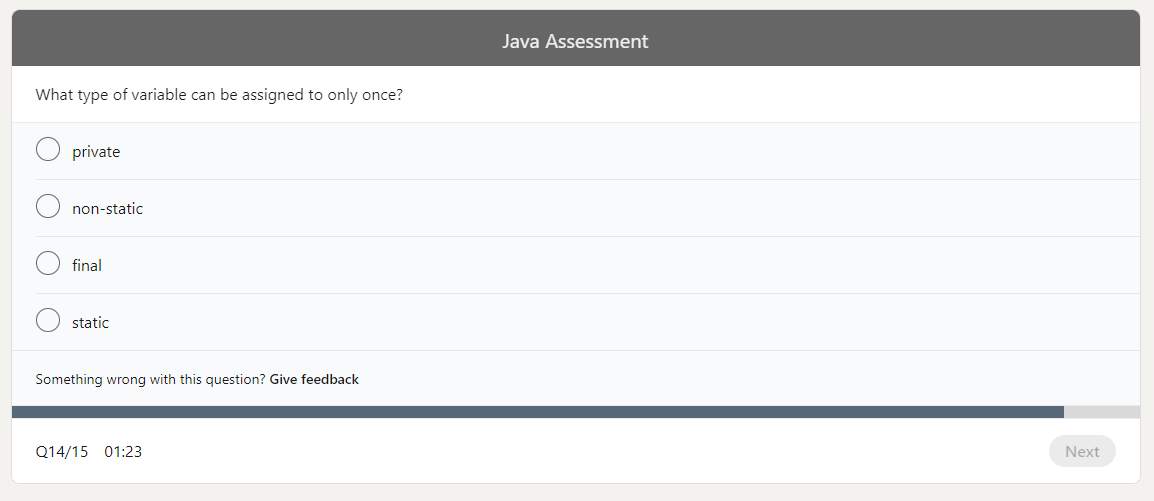 Java Assessment
What type of variable can be assigned to only once?
private
non-static
final
static
Something wrong with this question? Give feedback
Q14/15 01:23
Next